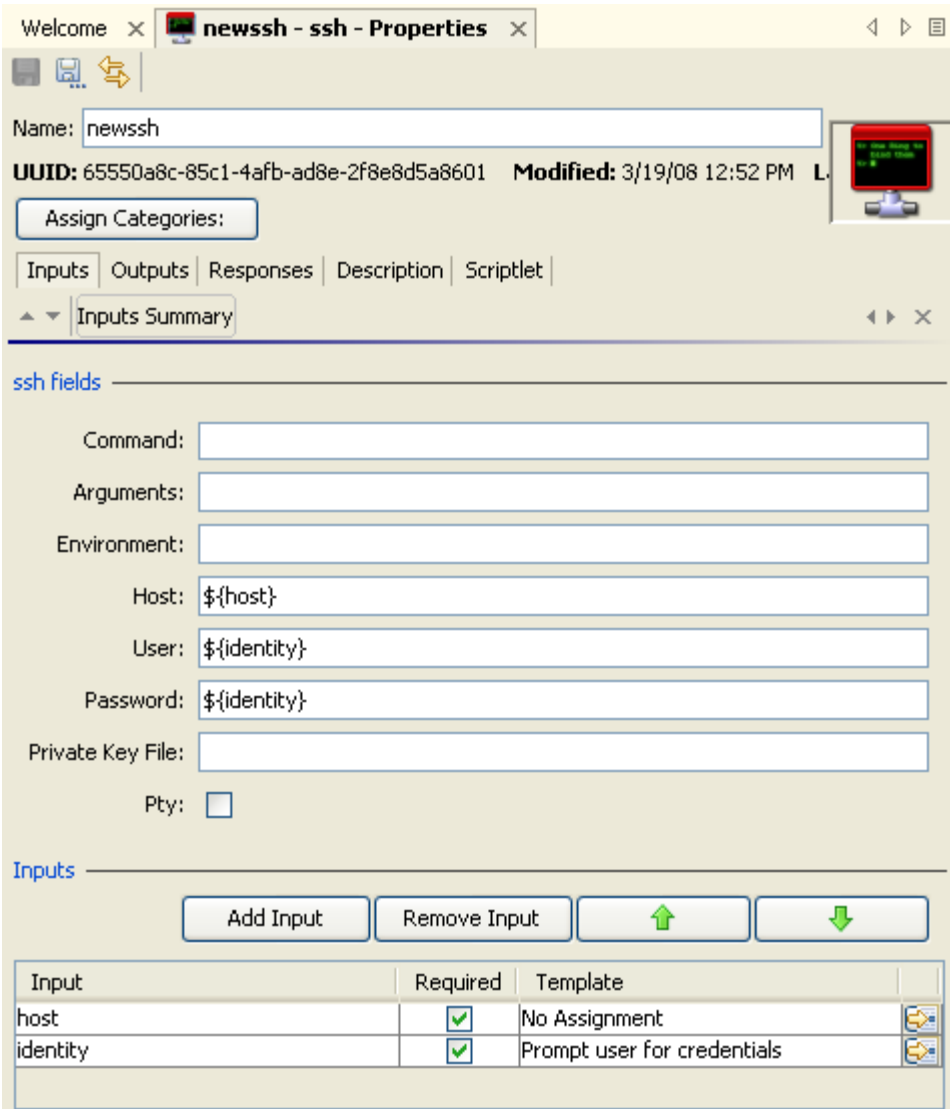 Welcome
newssh - ssh - Properties
Name: newssh
UUID: 65550a8c-85c1-4afb-ad8e-2f8e8d5a8601 Modified: 3/19/08 12:52 PM
Assign Categories:
Inputs Outputs Responses Description Scriptlet
Inputs Summary
ssh fields
Command:
Arguments:
Environment:
Host: ${host}
User: ${identity}
Password: ${identity}
Private Key File:
Pty:
Inputs
Add Input Remove Input
Input Required Template
host No Assignment
identity Prompt user for credentials